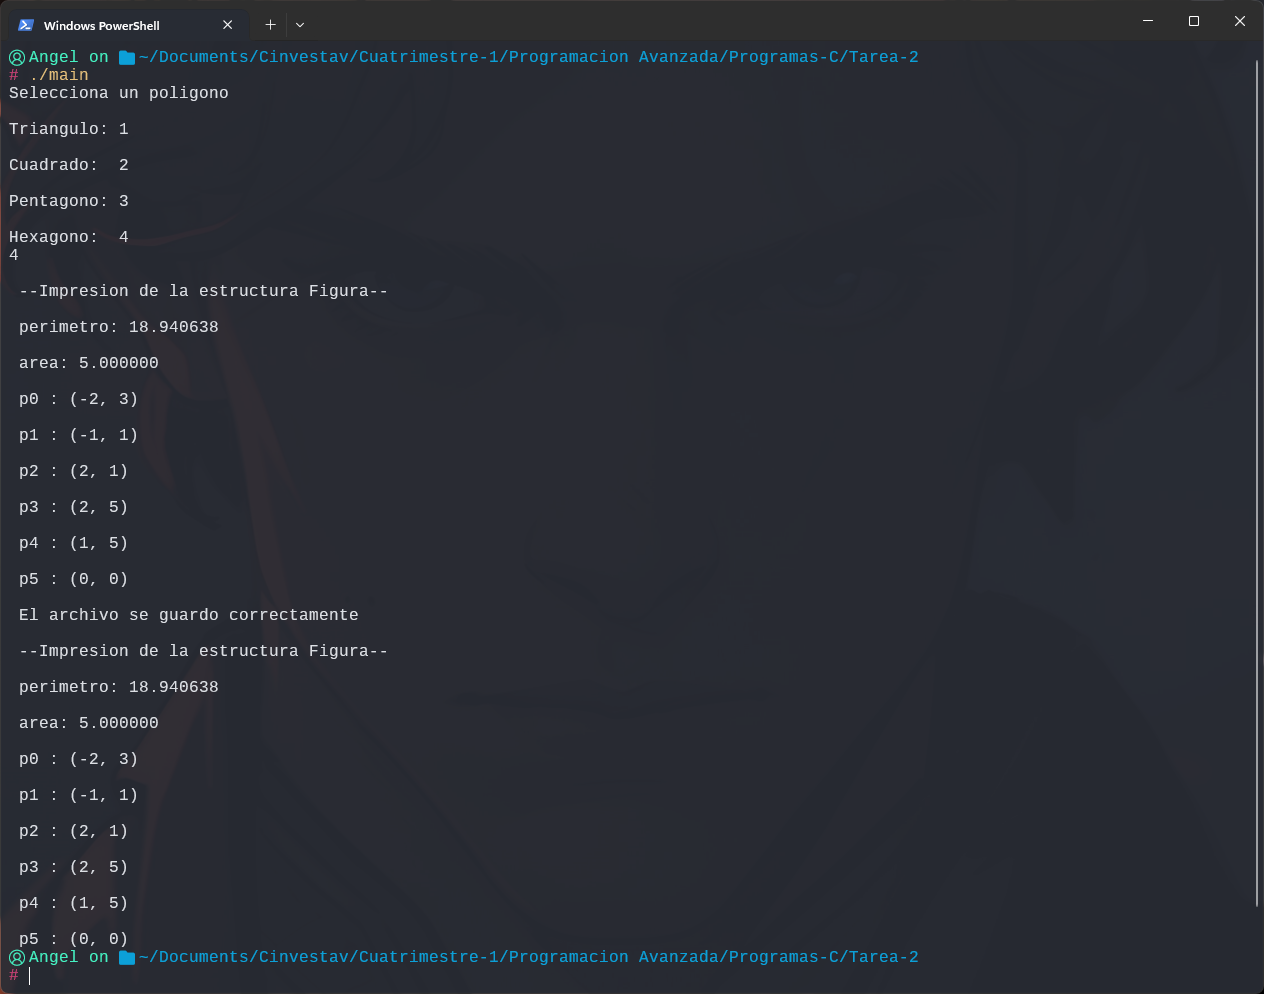 Windows PowerShell
Angel on ~/Documents/Cinvestav/Cuatrimestre-1/Programacion Avanzada/Programas-C/Tarea-2
# ./main
Selecciona un poligono
Triangulo: 1
Cuadrado:  2
Pentagono: 3
Hexagono:  4
4
--Impresion de la estructura Figura--
perimetro: 18.940638
area: 5.000000
p0 : (-2, 3)
p1 : (-1, 1)
p2 : (2, 1)
p3 : (2, 5)
p4 : (1, 5)
p5 : (0, 0)
El archivo se guardo correctamente
--Impresion de la estructura Figura--
perimetro: 18.940638
area: 5.000000
p0 : (-2, 3)
p1 : (-1, 1)
p2 : (2, 1)
p3 : (2, 5)
p4 : (1, 5)
p5 : (0, 0)
Angel on ~/Documents/Cinvestav/Cuatrimestre-1/Programacion Avanzada/Programas-C/Tarea-2
#